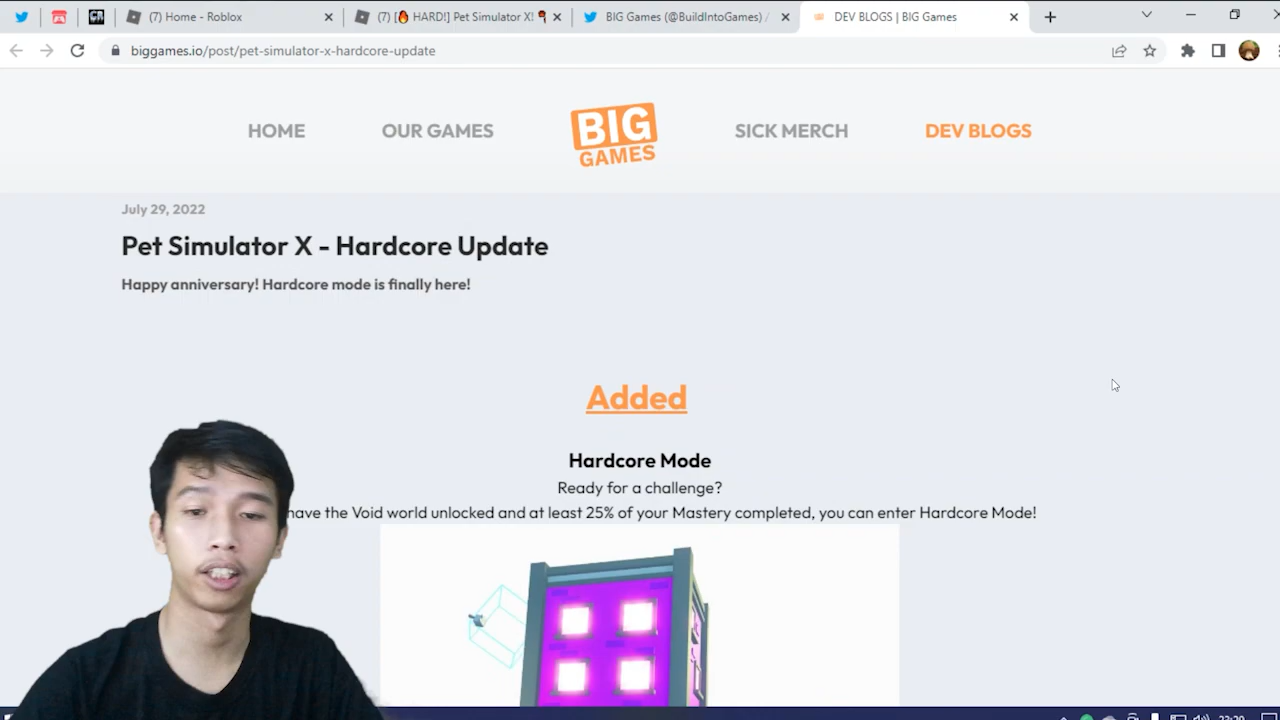 (7) Home - Roblox
(7) [🔥 HARD!] Pet Simulator X!
BIG Games (@BuildIntoGames) /
DEV BLOGS | BIG Games
biggames.io/post/pet-simulator-x-hardcore-update
HOME
OUR GAMES
BIG
GAMES
SICK MERCH
DEV BLOGS
July 29, 2022
Pet Simulator X - Hardcore Update
Happy anniversary! Hardcore mode is finally here!
Added
Hardcore Mode
Ready for a challenge?
have the Void world unlocked and at least 25% of your Mastery completed, you can enter Hardcore Mode!